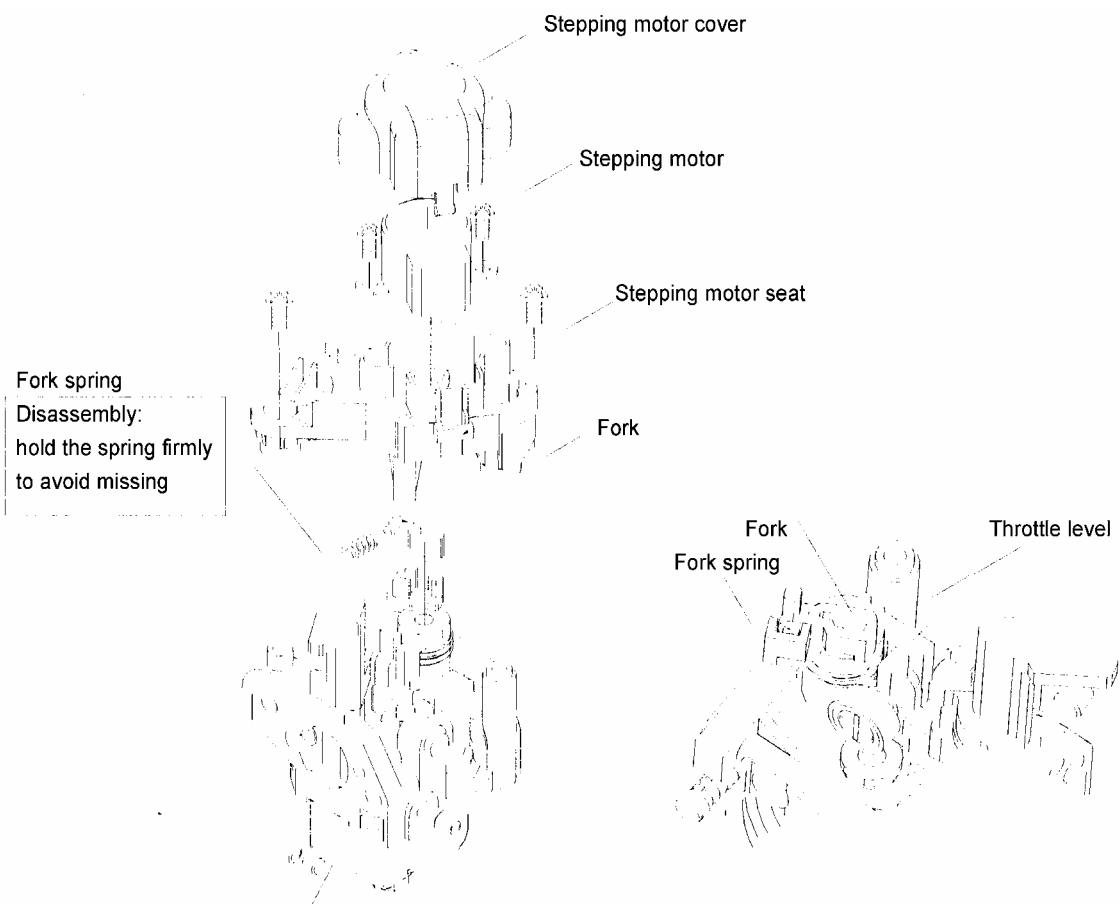 Stepping motor cover
Stepping motor
Stepping motor seat
Fork spring
Disassembly:
hold the spring firmly
to avoid missing
Fork
Fork
Throttle level
Fork spring